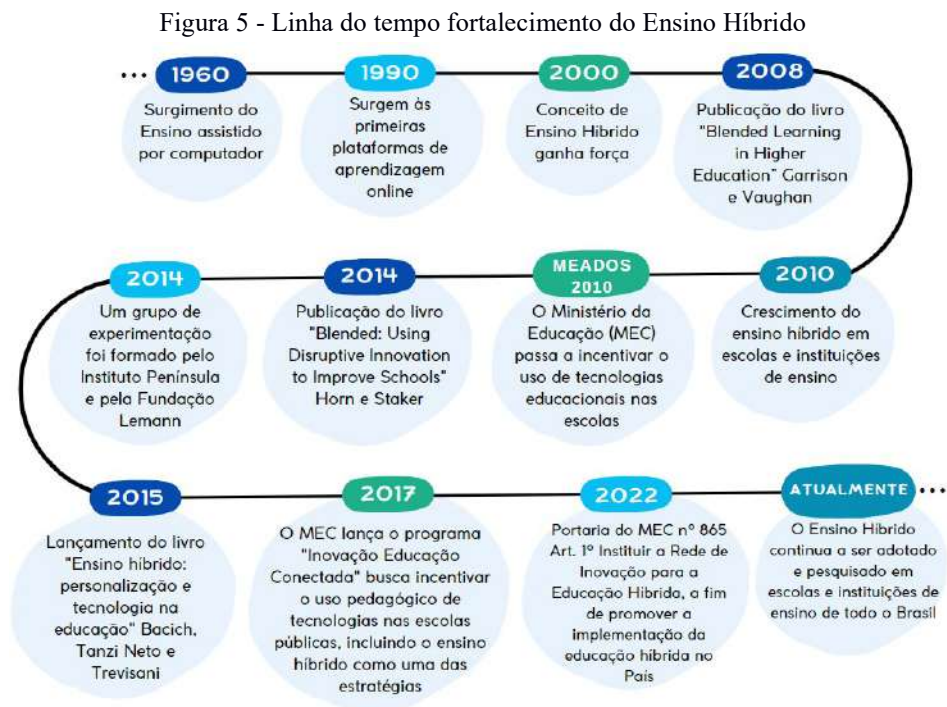 Figura 5 - Linha do tempo fortalecimento do Ensino Híbrido
... 1960
Surgimento do
Ensino assistido
por computador
1990
Surgem às
primeiras
plataformas de
aprendizagem
online
2000
Conceito de
Ensino Híbrido
ganha força
2008
Publicação do livro
"Blended Learning
in Higher
Education" Garrison
e Vaughan
2010
Crescimento do
ensino híbrido em
escolas e instituições
de ensino
MEADOS
2010
O Ministério da
Educação (MEC)
passa a incentivar o
uso de tecnologias
educacionais nas
escolas
2014
Publicação do livro
"Blended: Using
Disruptive Innovation
to Improve Schools"
Horn e Staker
2014
Um grupo de
experimentação
foi formado pelo
Instituto Península
e pela Fundação
Lemann
2015
Lançamento do livro
"Ensino híbrido:
personalização e
tecnologia na
educação" Bacich,
Tanzi Neto e
Trevisani
2017
O MEC lança o programa
"Inovação Educação
Conectada" busca incentivar
o uso pedagógico de
tecnologias nas escolas
públicas, incluindo o ensino
híbrido como uma das
estratégias
2022
Portaria do MEC nº 865
Art. 1º Instituir a Rede de
Inovação para a
Educação Híbrida, a fim
de promover a
implementação da
educação híbrida no
País
ATUALMENTE ...
O Ensino Híbrido
continua a ser adotado
e pesquisado em
escolas e instituições de
ensino de todo o Brasil